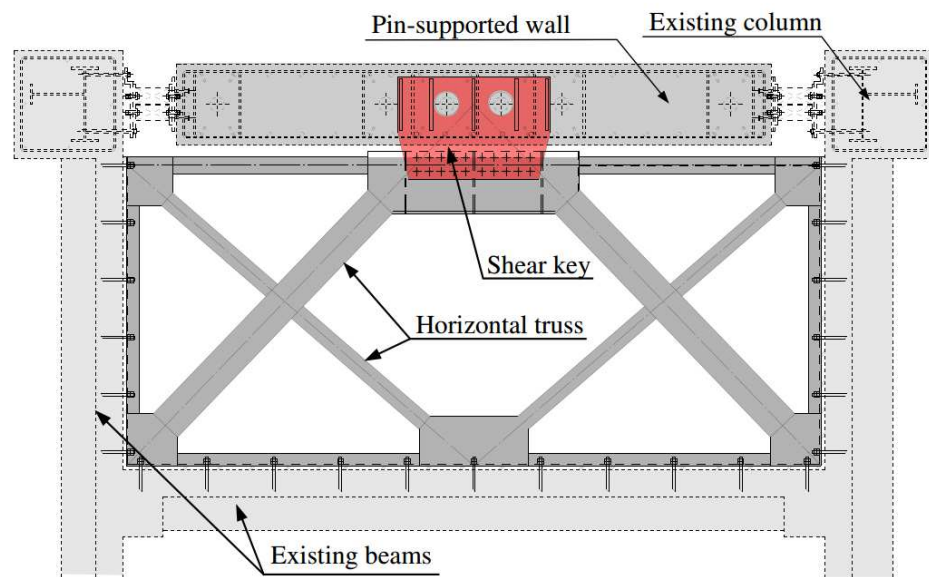 Pin-supported wall
Existing column
Shear key
Horizontal truss
Existing beams